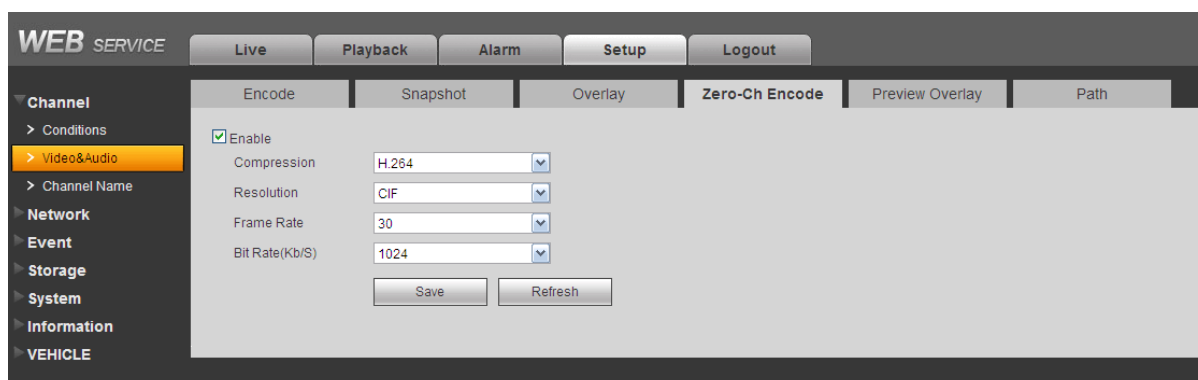 WEB SERVICE
Live Playback Alarm Setup Logout
Channel
> Conditions
> Video&Audio
> Channel Name
Network
Event
Storage
System
Information
VEHICLE
Encode Snapshot Overlay Zero-Ch Encode Preview Overlay Path
Enable
Compression H.264
Resolution CIF
Frame Rate 30
Bit Rate(Kb/S) 1024
Save Refresh